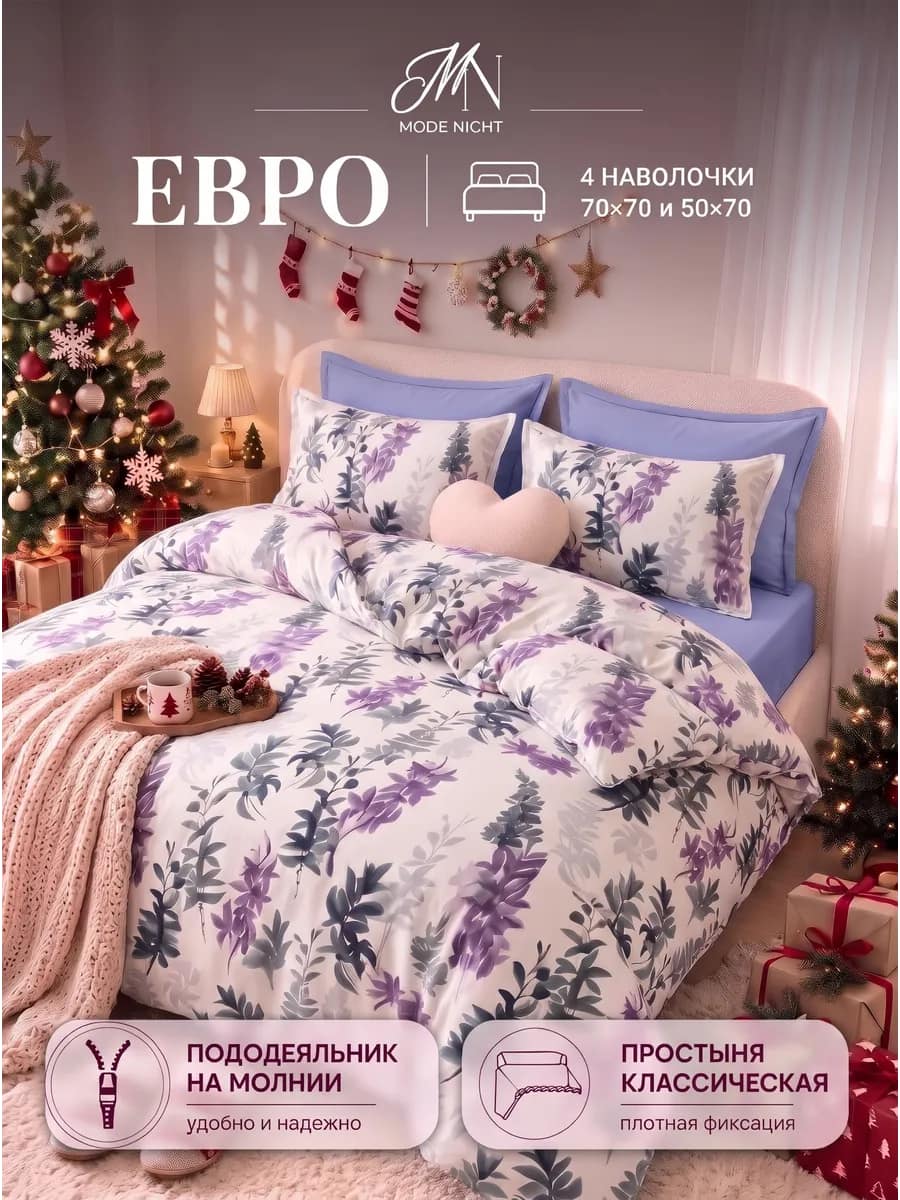 MN
MODE NICHT
ЕВРО
4 НАВОЛОЧКИ
70×70 и 50×70
ПОДОДЕЯЛЬНИК
НА МОЛНИИ
удобно и надежно
ПРОСТЫНЯ
КЛАССИЧЕСКАЯ
плотная фиксация